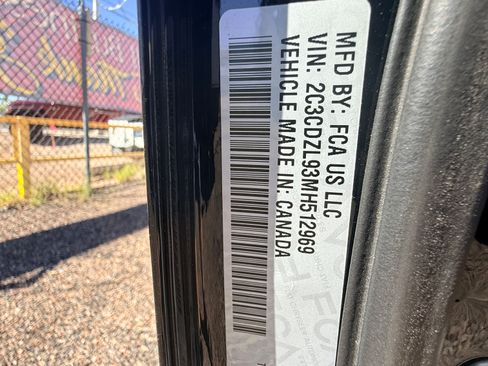 MFD BY: FCA US LLC
VIN: 2C3CDZL93MH512969
VEHICLE MADE IN: CANADA